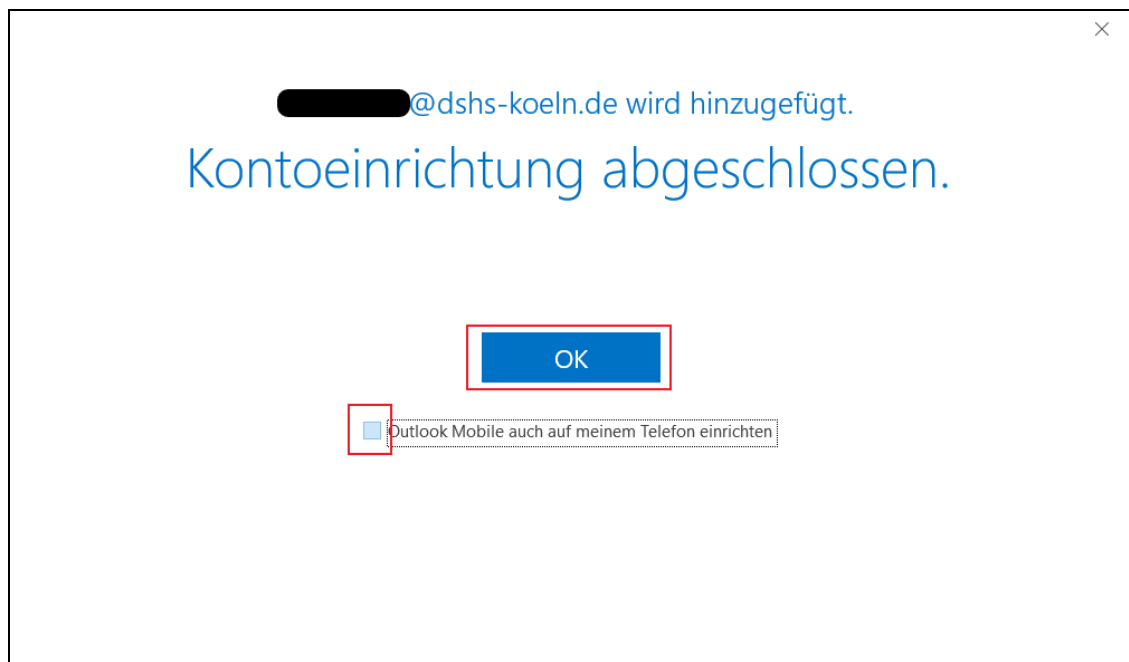 @dshs-koeln.de wird hinzugefügt.
Kontoeinrichtung abgeschlossen.
OK
Outlook Mobile auch auf meinem Telefon einrichten